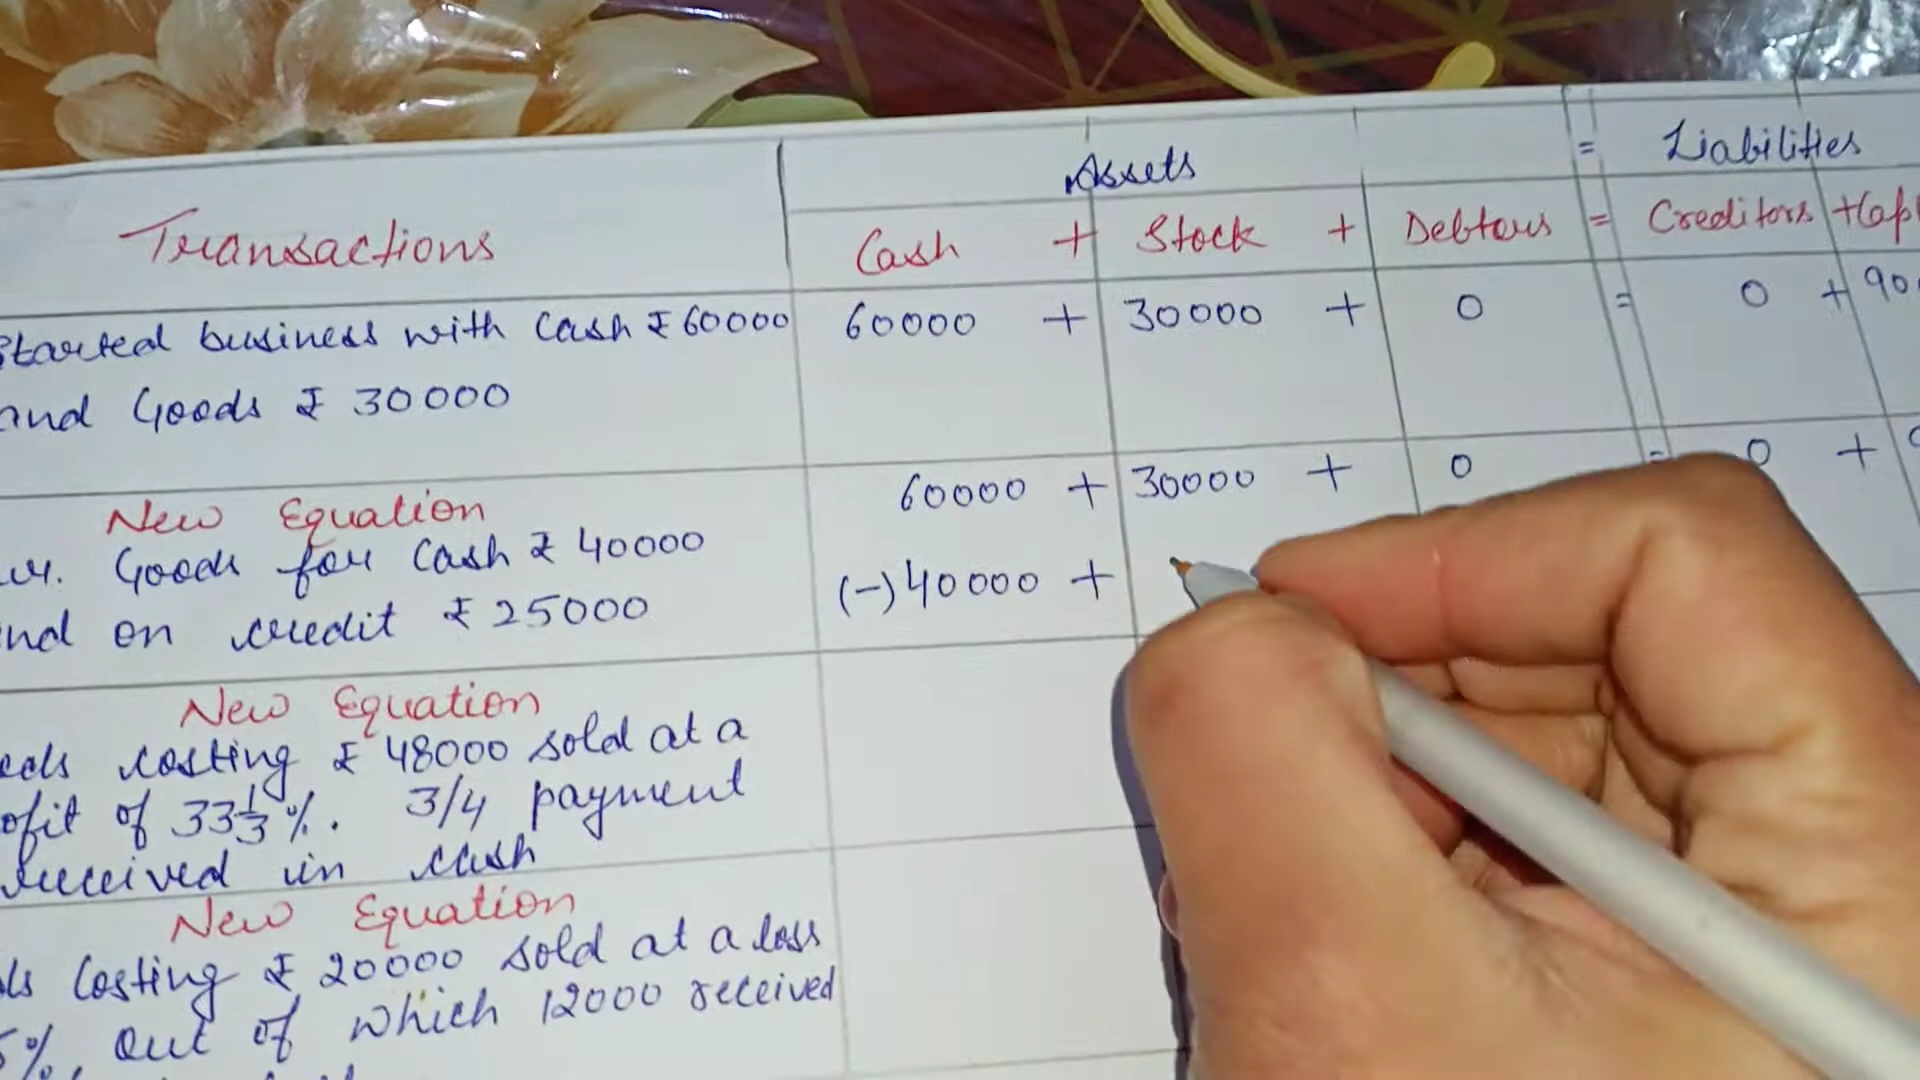 Assets = Liabilities
Transactions Cash + Stock + Debtors = Creditors +
Started business with Cash ₹ 60000 60000 + 30000 + 0 = 0 +
and Goods ₹ 30000
60000 + 30000 + 0 = 0 +
New Equation
Goods for Cash ₹ 40000 (-) 40000 +
on credit ₹ 25000
New Equation
costing ₹ 48000 sold at a
of 33 1/3 %. 3/4 payment
received in cash
New Equation
Costing ₹ 20000 sold at a loss
%, out of which 12000 received